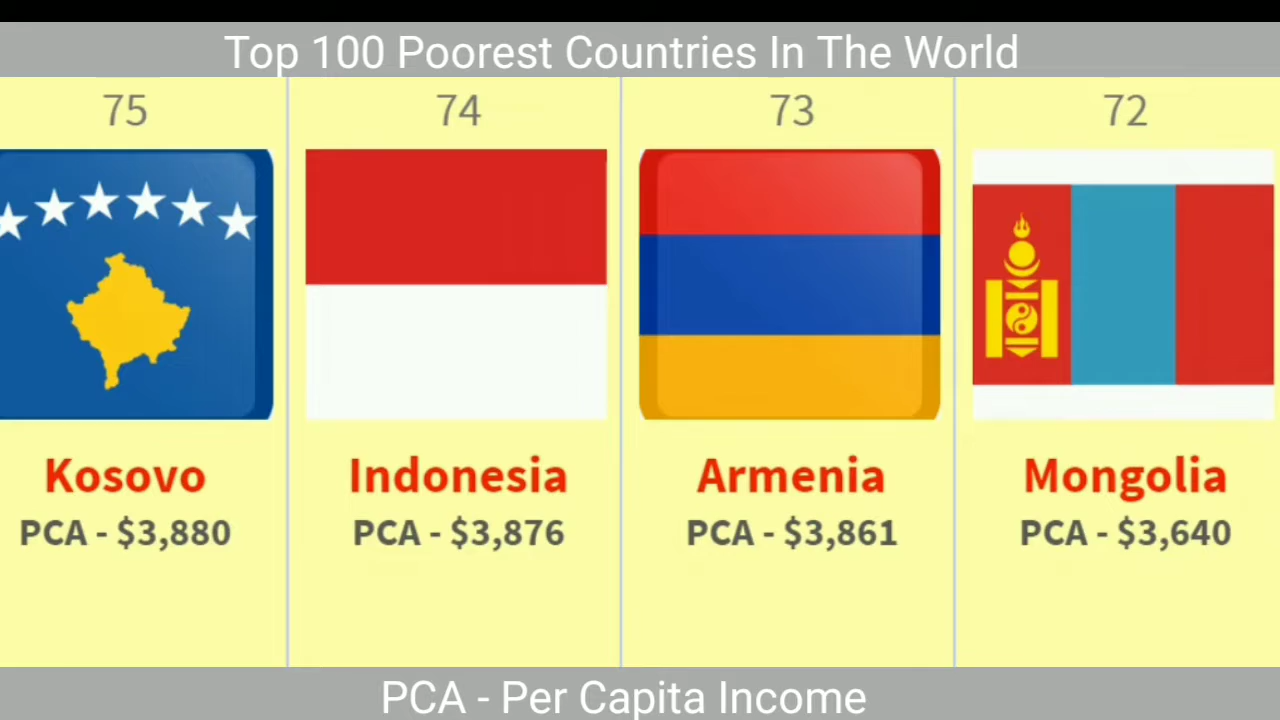 Top 100 Poorest Countries In The World
75 74 73 72
Kosovo Indonesia Armenia Mongolia
PCA - $3,880 PCA - $3,876 PCA - $3,861 PCA - $3,640
PCA - Per Capita Income